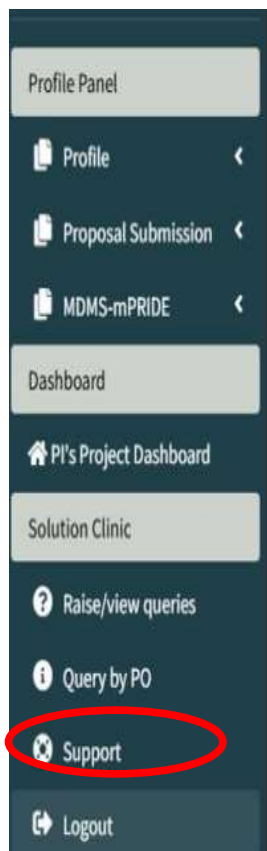 Profile Panel
Profile
Proposal Submission
MDMS-mPRIDE
Dashboard
PI's Project Dashboard
Solution Clinic
Raise/view queries
Query by PO
Support
Logout